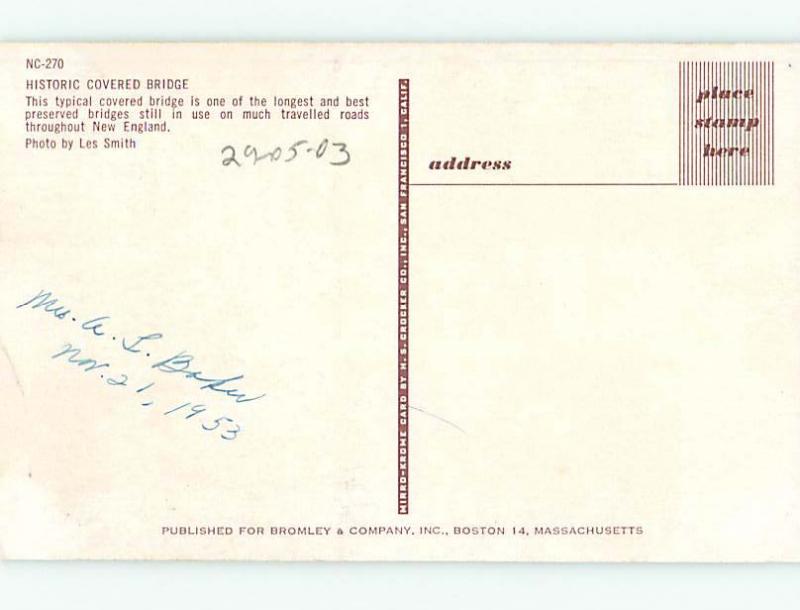 NC-270
HISTORIC COVERED BRIDGE
This typical covered bridge is one of the longest and best
preserved bridges still in use on much travelled roads
throughout New England.
Photo by Les Smith
2905-03
place
stamp
here
address
MIRRO-KROME CARD BY H. S. CROCKER CO., INC., SAN FRANCISCO 1, CALIF.
A. L. Baker
Nov. 21, 1953
PUBLISHED FOR BROMLEY & COMPANY, INC., BOSTON 14, MASSACHUSETTS